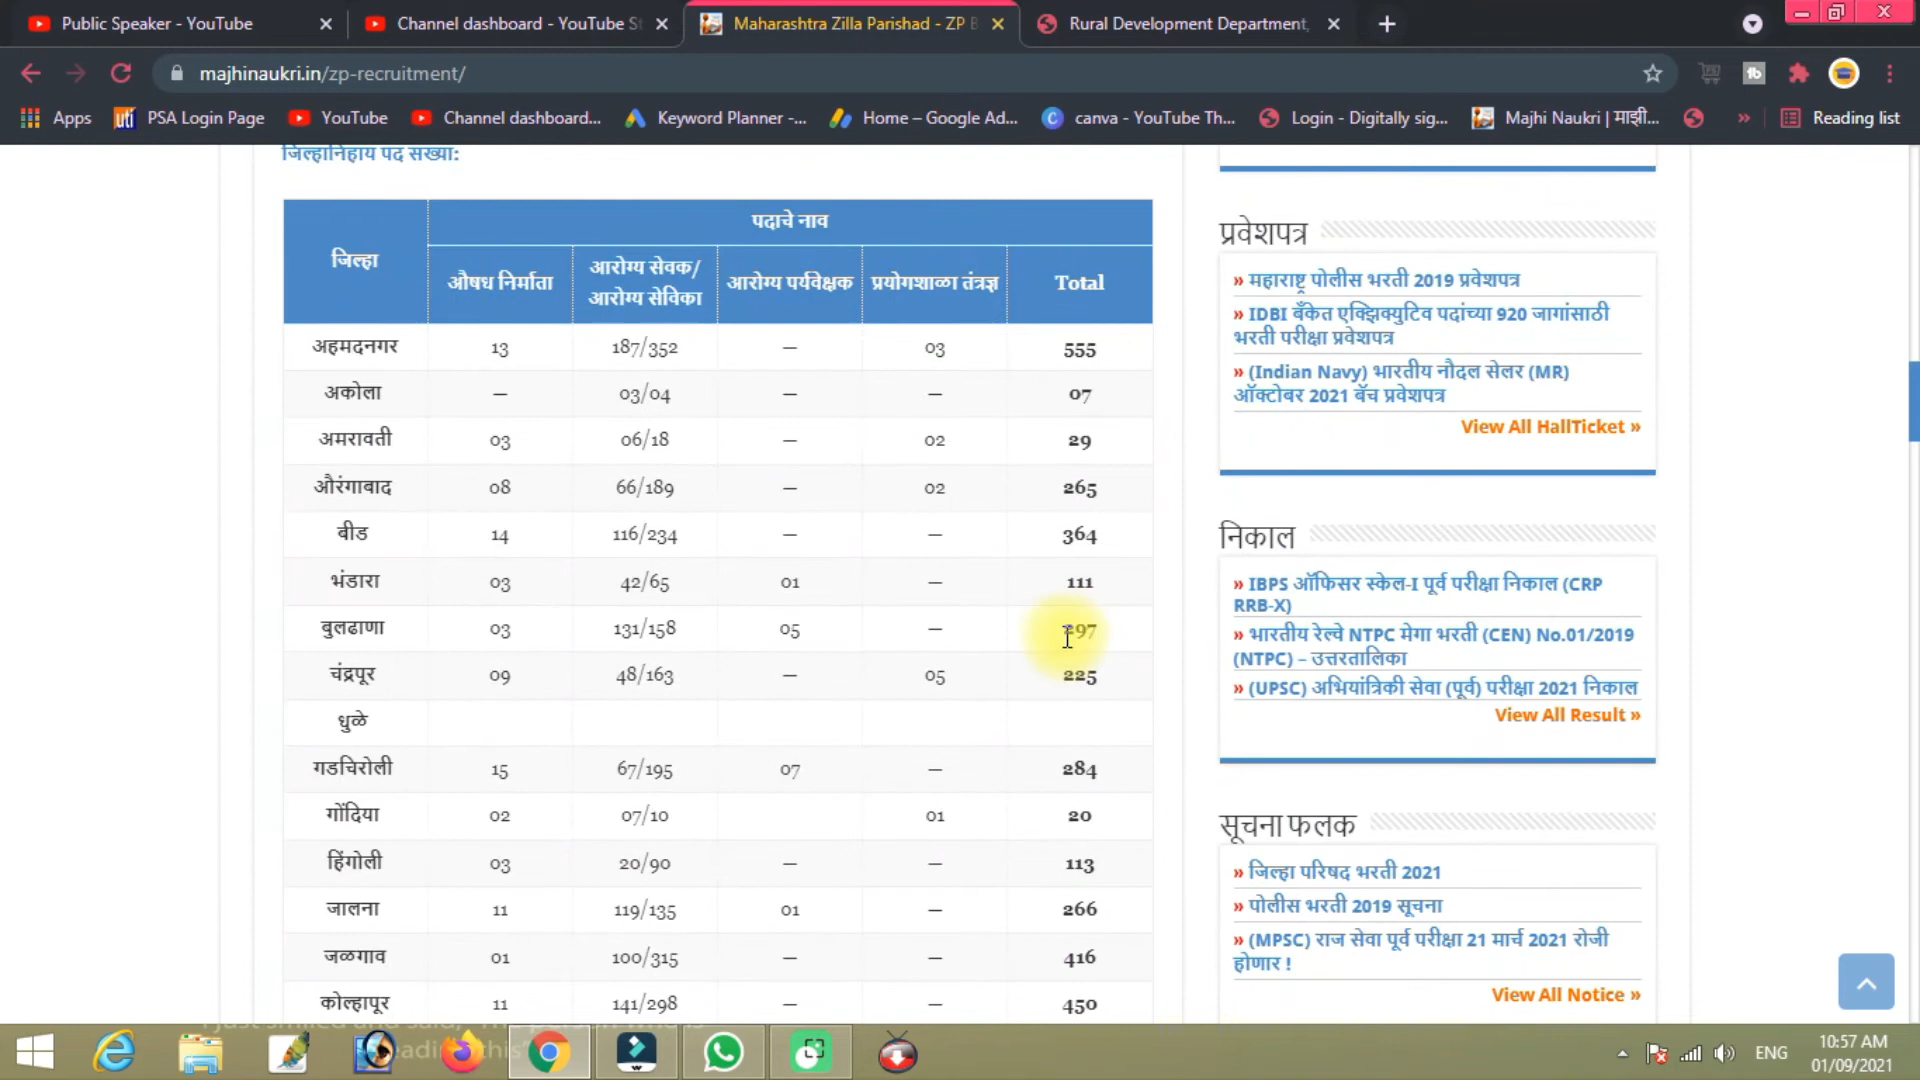 Public Speaker - YouTube
Channel dashboard - YouTube St
Maharashtra Zilla Parishad - ZP B
Rural Development Department,
majhinaukri.in/zp-recruitment/
Apps
PSA Login Page
YouTube
Channel dashboard...
Keyword Planner -...
Home – Google Ad...
canva - YouTube Th...
Login - Digitally sig...
Majhi Naukri | माझी...
» Reading list
जिल्हानिहाय पद संख्या:
जिल्हा
पदाचे नाव
औषध निर्माता
आरोग्य सेवक/
आरोग्य सेविका
आरोग्य पर्यवेक्षक
प्रयोगशाळा तंत्रज्ञ
Total
अहमदनगर 13 187/352 — 03 555
अकोला — 03/04 — — 07
अमरावती 03 06/18 — 02 29
औरंगाबाद 08 66/189 — 02 265
बीड 14 116/234 — — 364
भंडारा 03 42/65 01 — 111
बुलढाणा 03 131/158 05 — 297
चंद्रपूर 09 48/163 — 05 225
धुळे
गडचिरोली 15 67/195 07 — 284
गोंदिया 02 07/10 01 20
हिंगोली 03 20/90 — — 113
जालना 11 119/135 01 — 266
जळगाव 01 100/315 — — 416
कोल्हापूर 11 141/298 — — 450
प्रवेशपत्र
» महाराष्ट्र पोलीस भरती 2019 प्रवेशपत्र
» IDBI बँकेत एक्झिक्युटिव पदांच्या 920 जागांसाठी
भरती परीक्षा प्रवेशपत्र
» (Indian Navy) भारतीय नौदल सेलर (MR)
ऑक्टोबर 2021 बॅच प्रवेशपत्र
View All HallTicket »
निकाल
» IBPS ऑफिसर स्केल-I पूर्व परीक्षा निकाल (CRP
RRB-X)
» भारतीय रेल्वे NTPC मेगा भरती (CEN) No.01/2019
(NTPC) – उत्तरतालिका
» (UPSC) अभियांत्रिकी सेवा (पूर्व) परीक्षा 2021 निकाल
View All Result »
सूचना फलक
» जिल्हा परिषद भरती 2021
» पोलीस भरती 2019 सूचना
» (MPSC) राज सेवा पूर्व परीक्षा 21 मार्च 2021 रोजी
होणार !
View All Notice »
ENG
10:57 AM
01/09/2021